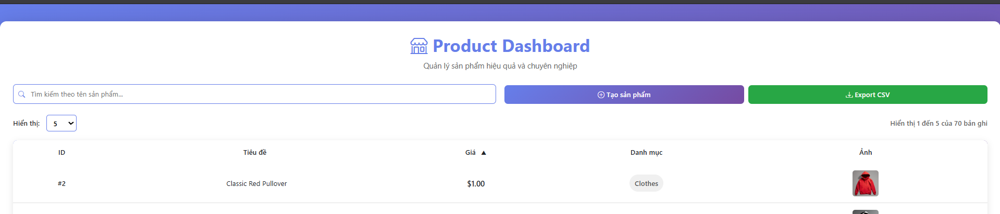 Product Dashboard
Quản lý sản phẩm hiệu quả và chuyên nghiệp
Tìm kiếm theo tên sản phẩm...
Tạo sản phẩm
Export CSV
Hiển thị: 5
Hiển thị 1 đến 5 của 70 bản ghi
ID Tiêu đề Giá ▲ Danh mục Ảnh
#2 Classic Red Pullover $1.00 Clothes